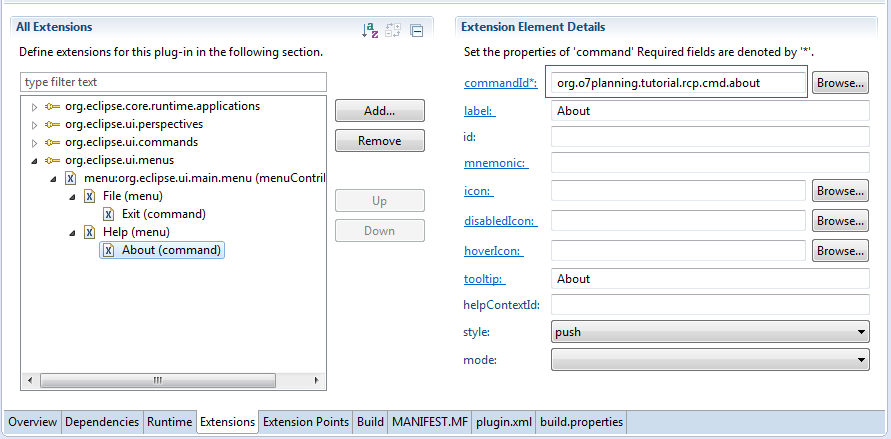 All Extensions
Define extensions for this plug-in in the following section.
type filter text
org.eclipse.core.runtime.applications
org.eclipse.ui.perspectives
org.eclipse.ui.commands
org.eclipse.ui.menus
menu:org.eclipse.ui.main.menu (menuContril
File (menu)
Exit (command)
Help (menu)
About (command)
Add...
Remove
Up
Down
Extension Element Details
Set the properties of 'command' Required fields are denoted by '*'.
commandId*: org.o7planning.tutorial.rcp.cmd.about Browse...
label: About
id:
mnemonic:
icon: Browse...
disabledIcon: Browse...
hoverIcon: Browse...
tooltip: About
helpContextId:
style: push
mode:
Overview Dependencies Runtime Extensions Extension Points Build MANIFEST.MF plugin.xml build.properties